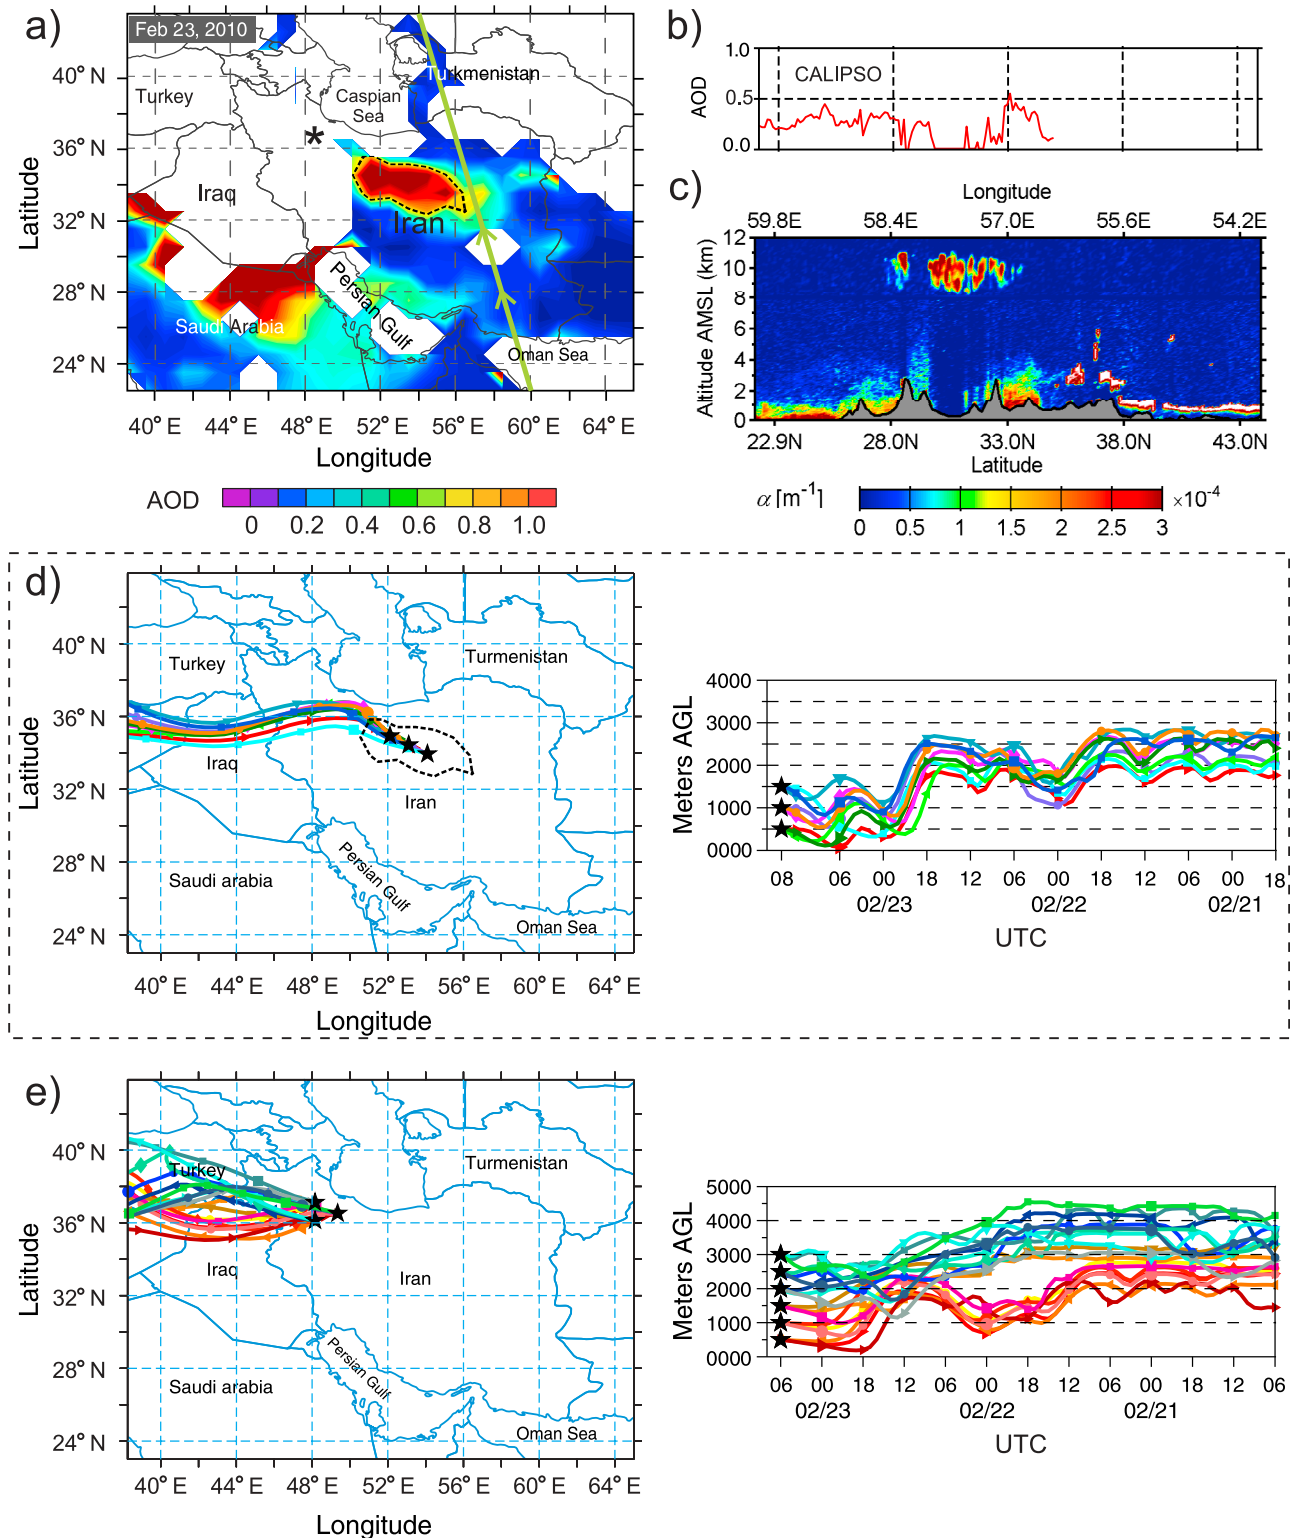 a)
Feb 23, 2010
40° N
36° N
32° N
28° N
24° N
Latitude
Turkey
Caspian
Sea
Turkmenistan
*
Iraq
Iran
Persian Gulf
Saudi Arabia
Oman Sea
40° E 44° E 48° E 52° E 56° E 60° E 64° E
Longitude
AOD
0 0.2 0.4 0.6 0.8 1.0
b)
1.0
0.5
0.0
AOD
CALIPSO
c)
Longitude
59.8E 58.4E 57.0E 55.6E 54.2E
12
10
8
6
4
2
0
Altitude AMSL (km)
22.9N 28.0N 33.0N 38.0N 43.0N
Latitude
α [m⁻¹]
0 0.5 1 1.5 2 2.5 3
×10⁻⁴
d)
40° N
36° N
32° N
28° N
24° N
Latitude
Turkey
Turmenistan
Iraq
Iran
Saudi arabia
Persian Gulf
Oman Sea
40° E 44° E 48° E 52° E 56° E 60° E 64° E
Longitude
4000
3000
2000
1000
0000
Meters AGL
08 06 00 18 12 06 00 18 12 06 00 18
02/23 02/22 02/21
UTC
e)
40° N
36° N
32° N
28° N
24° N
Latitude
Turkey
Turmenistan
Iraq
Iran
Saudi arabia
Persian Gulf
Oman Sea
40° E 44° E 48° E 52° E 56° E 60° E 64° E
Longitude
5000
4000
3000
2000
1000
0000
Meters AGL
06 00 18 12 06 00 18 12 06 00 18 12 06
02/23 02/22 02/21
UTC